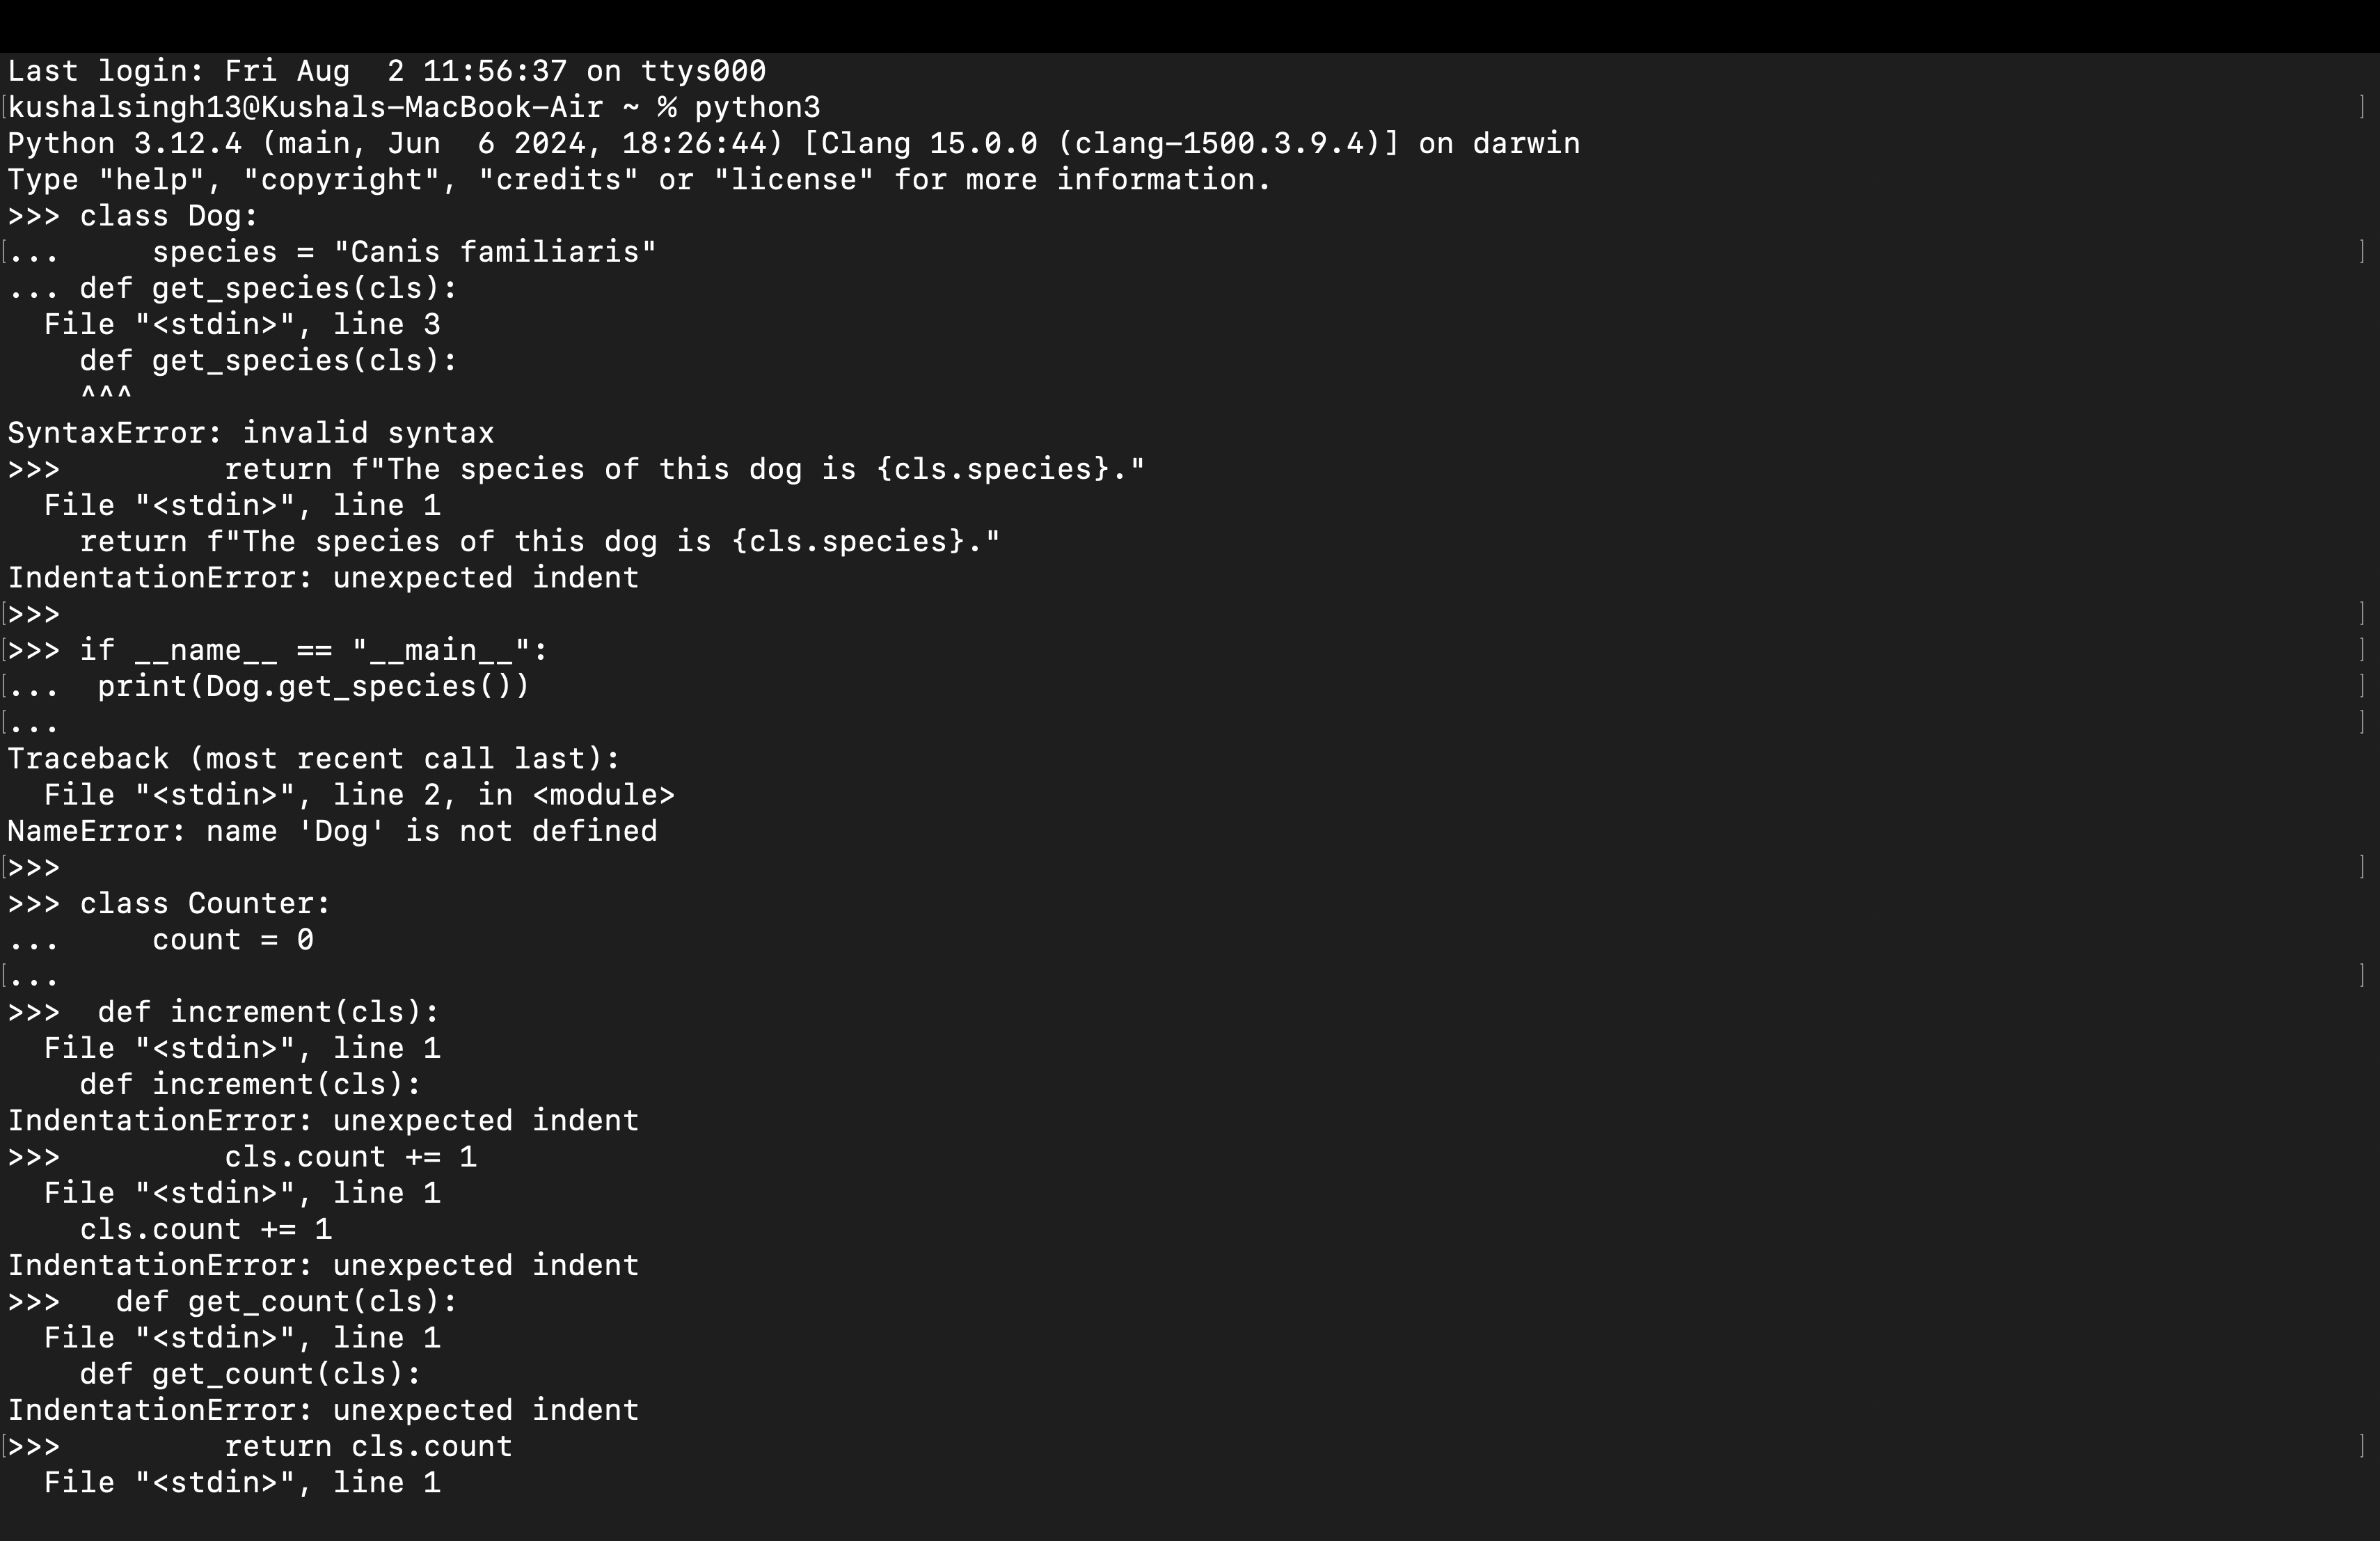 Last login: Fri Aug  2 11:56:37 on ttys000
[kushalsingh13@Kushals-MacBook-Air ~ % python3 ]
Python 3.12.4 (main, Jun  6 2024, 18:26:44) [Clang 15.0.0 (clang-1500.3.9.4)] on darwin
Type "help", "copyright", "credits" or "license" for more information.
>>> class Dog:
[...     species = "Canis familiaris" ]
... def get_species(cls):
  File "<stdin>", line 3
    def get_species(cls):
    ^^^
SyntaxError: invalid syntax
>>>         return f"The species of this dog is {cls.species}."
  File "<stdin>", line 1
    return f"The species of this dog is {cls.species}."
IndentationError: unexpected indent
[>>> ]
[>>> if __name__ == "__main__": ]
[...  print(Dog.get_species()) ]
[... ]
Traceback (most recent call last):
  File "<stdin>", line 2, in <module>
NameError: name 'Dog' is not defined
[>>> ]
>>> class Counter:
...     count = 0
[... ]
>>>  def increment(cls):
  File "<stdin>", line 1
    def increment(cls):
IndentationError: unexpected indent
>>>         cls.count += 1
  File "<stdin>", line 1
    cls.count += 1
IndentationError: unexpected indent
>>>   def get_count(cls):
  File "<stdin>", line 1
    def get_count(cls):
IndentationError: unexpected indent
[>>>         return cls.count ]
  File "<stdin>", line 1